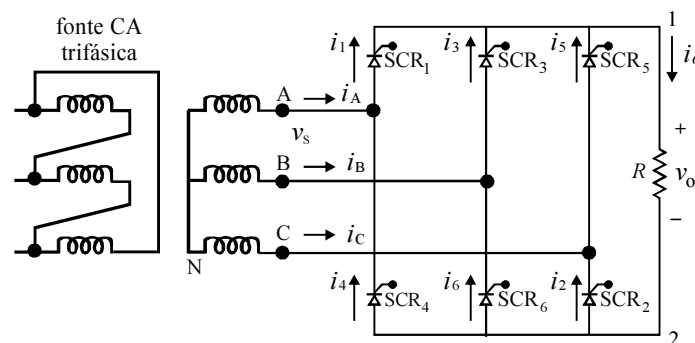 fonte CA
trifásica
1
i1 i3 i5 io
SCR1 SCR3 SCR5
A iA
vs
B iB
R vo
+
−
C iC
N
i4 i6 i2
SCR4 SCR6 SCR2
2